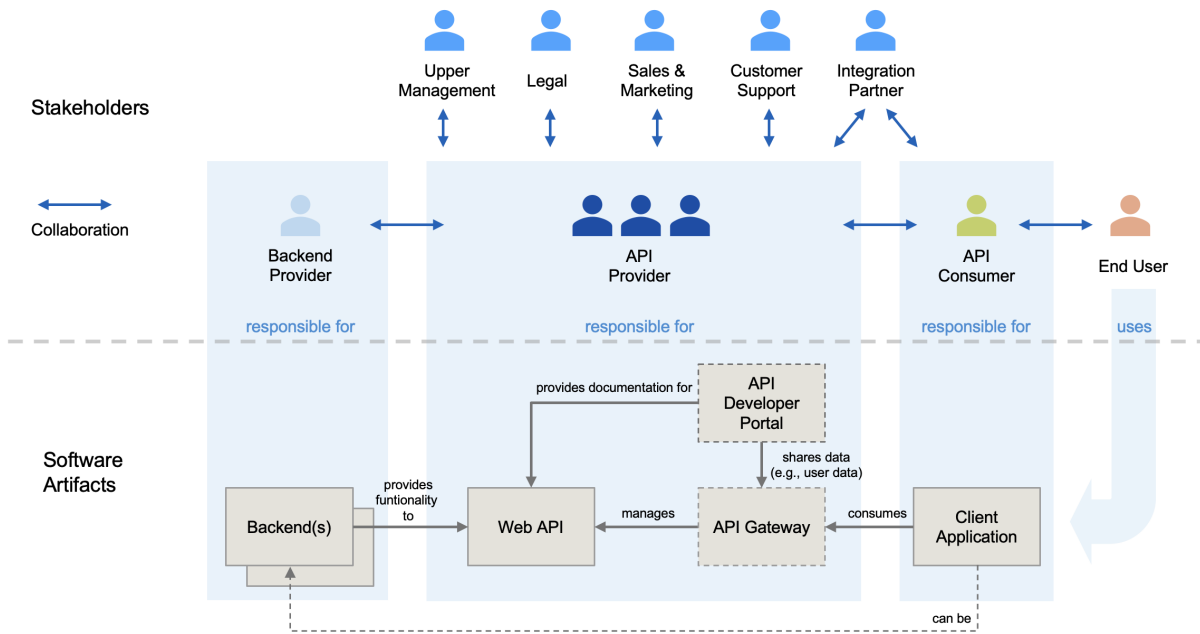 Upper
Management
Legal
Sales &
Marketing
Customer
Support
Integration
Partner
Stakeholders
Collaboration
Backend
Provider
API
Provider
API
Consumer
End User
responsible for
responsible for
responsible for
uses
provides documentation for
API
Developer
Portal
shares data
(e.g., user data)
Software
Artifacts
provides
funtionality
to
Backend(s)
Web API
manages
API Gateway
consumes
Client
Application
can be